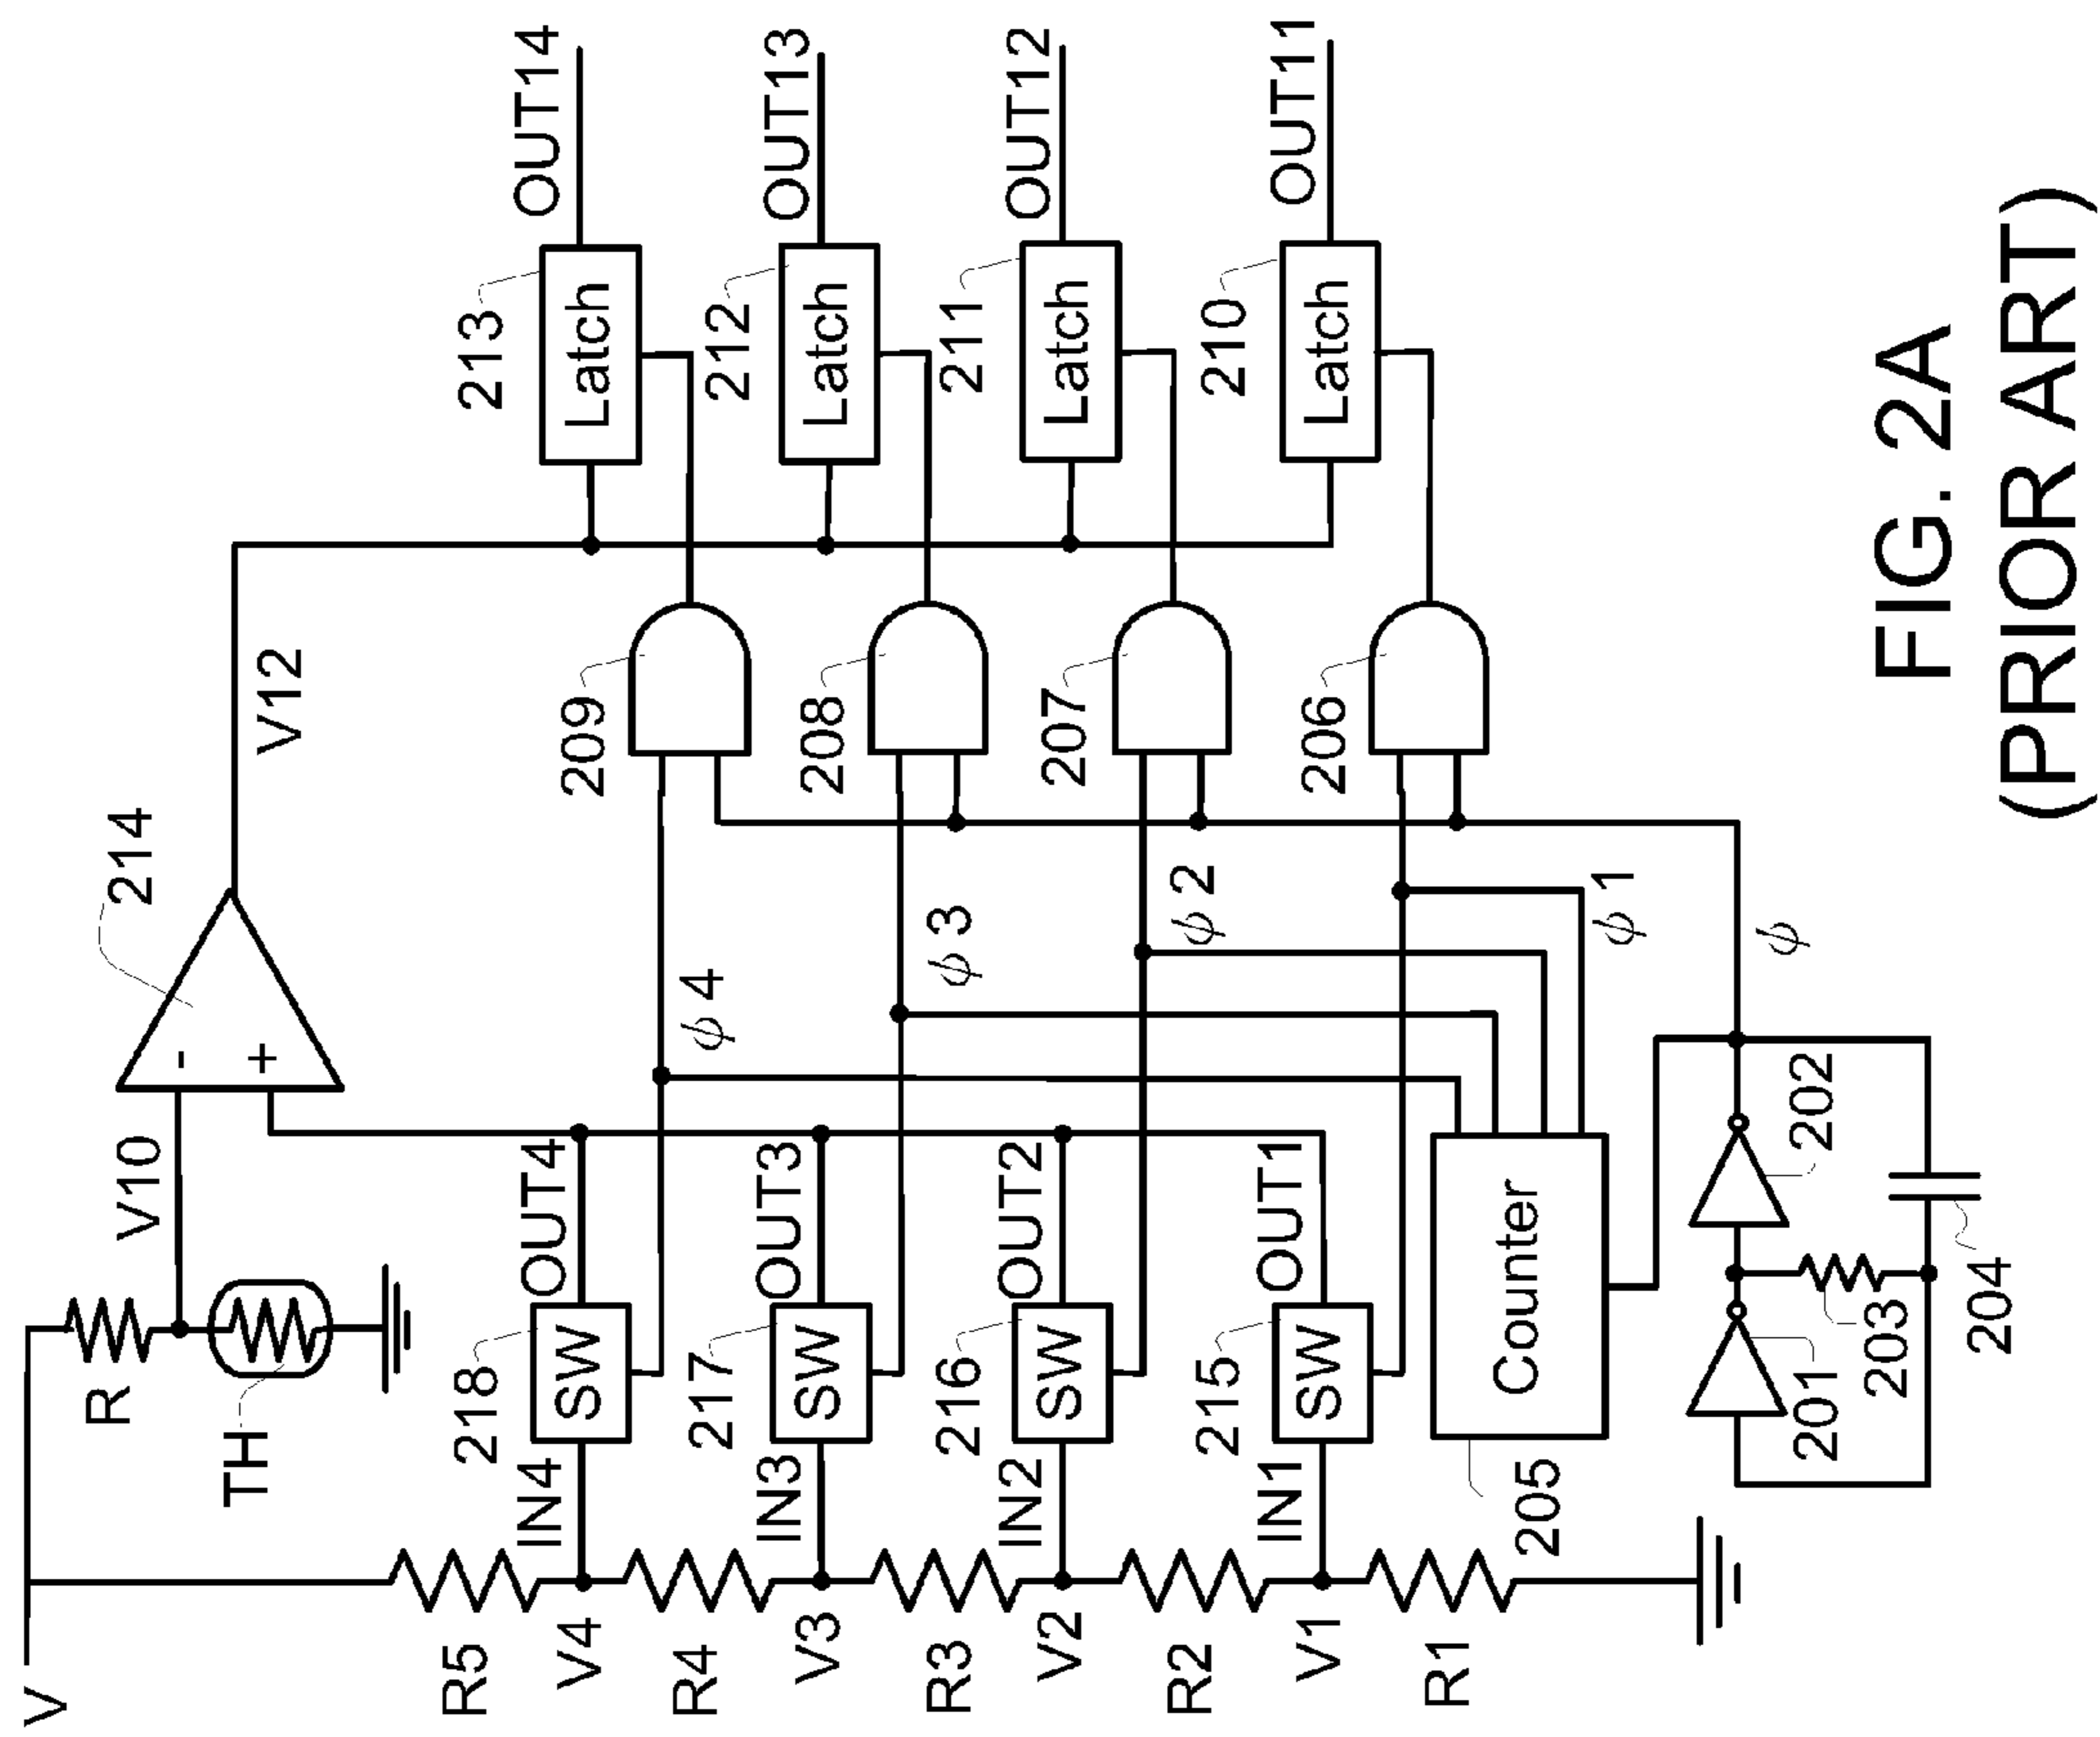 V
R
TH
V10
-
+
214
V12
R5
V4
IN4
218
SW
OUT4
ψ 4
209
213
Latch
OUT14
R4
V3
IN3
217
SW
OUT3
ψ 3
208
212
Latch
OUT13
R3
V2
IN2
216
SW
OUT2
ψ 2
207
211
Latch
OUT12
R2
V1
IN1
215
SW
OUT1
ψ 1
206
210
Latch
OUT11
R1
205
Counter
ψ
201
202
203
204
FIG. 2A
(PRIOR ART)